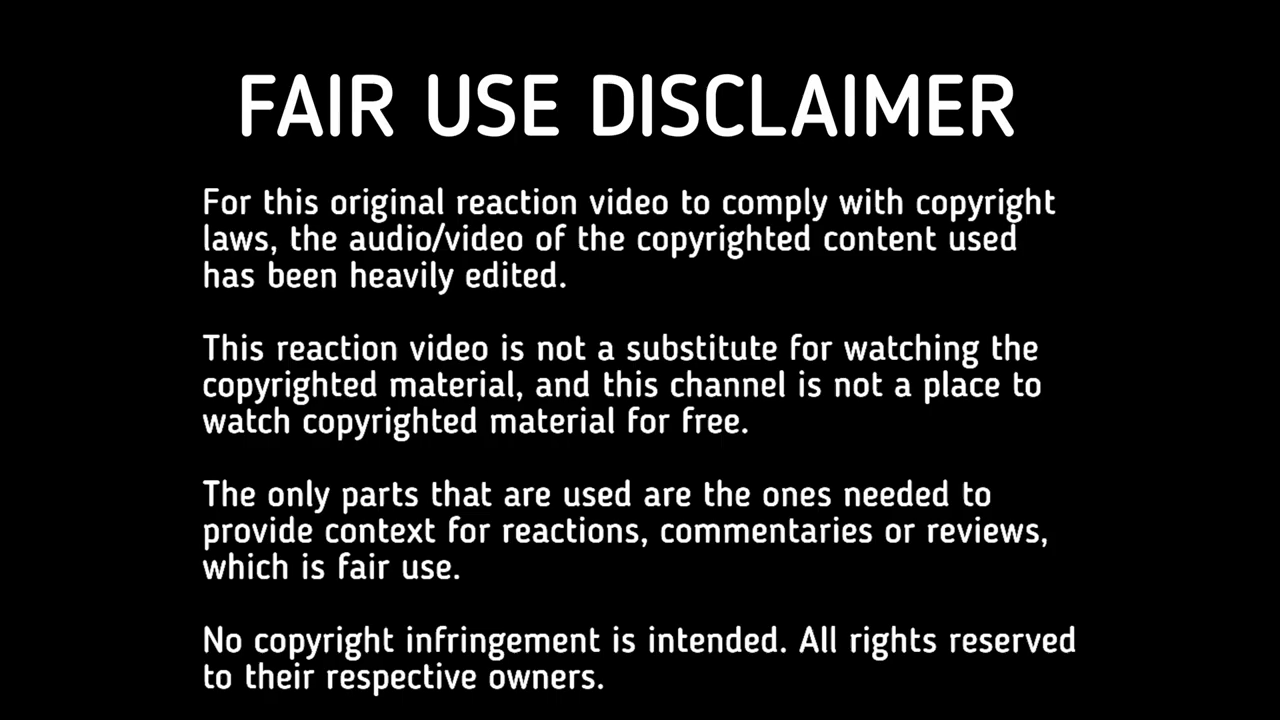 FAIR USE DISCLAIMER
For this original reaction video to comply with copyright
laws, the audio/video of the copyrighted content used
has been heavily edited.
This reaction video is not a substitute for watching the
copyrighted material, and this channel is not a place to
watch copyrighted material for free.
The only parts that are used are the ones needed to
provide context for reactions, commentaries or reviews,
which is fair use.
No copyright infringement is intended. All rights reserved
to their respective owners.